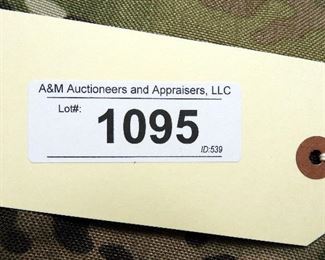 A&M Auctioneers and Appraisers, LLC
Lot#:
1095
ID:539